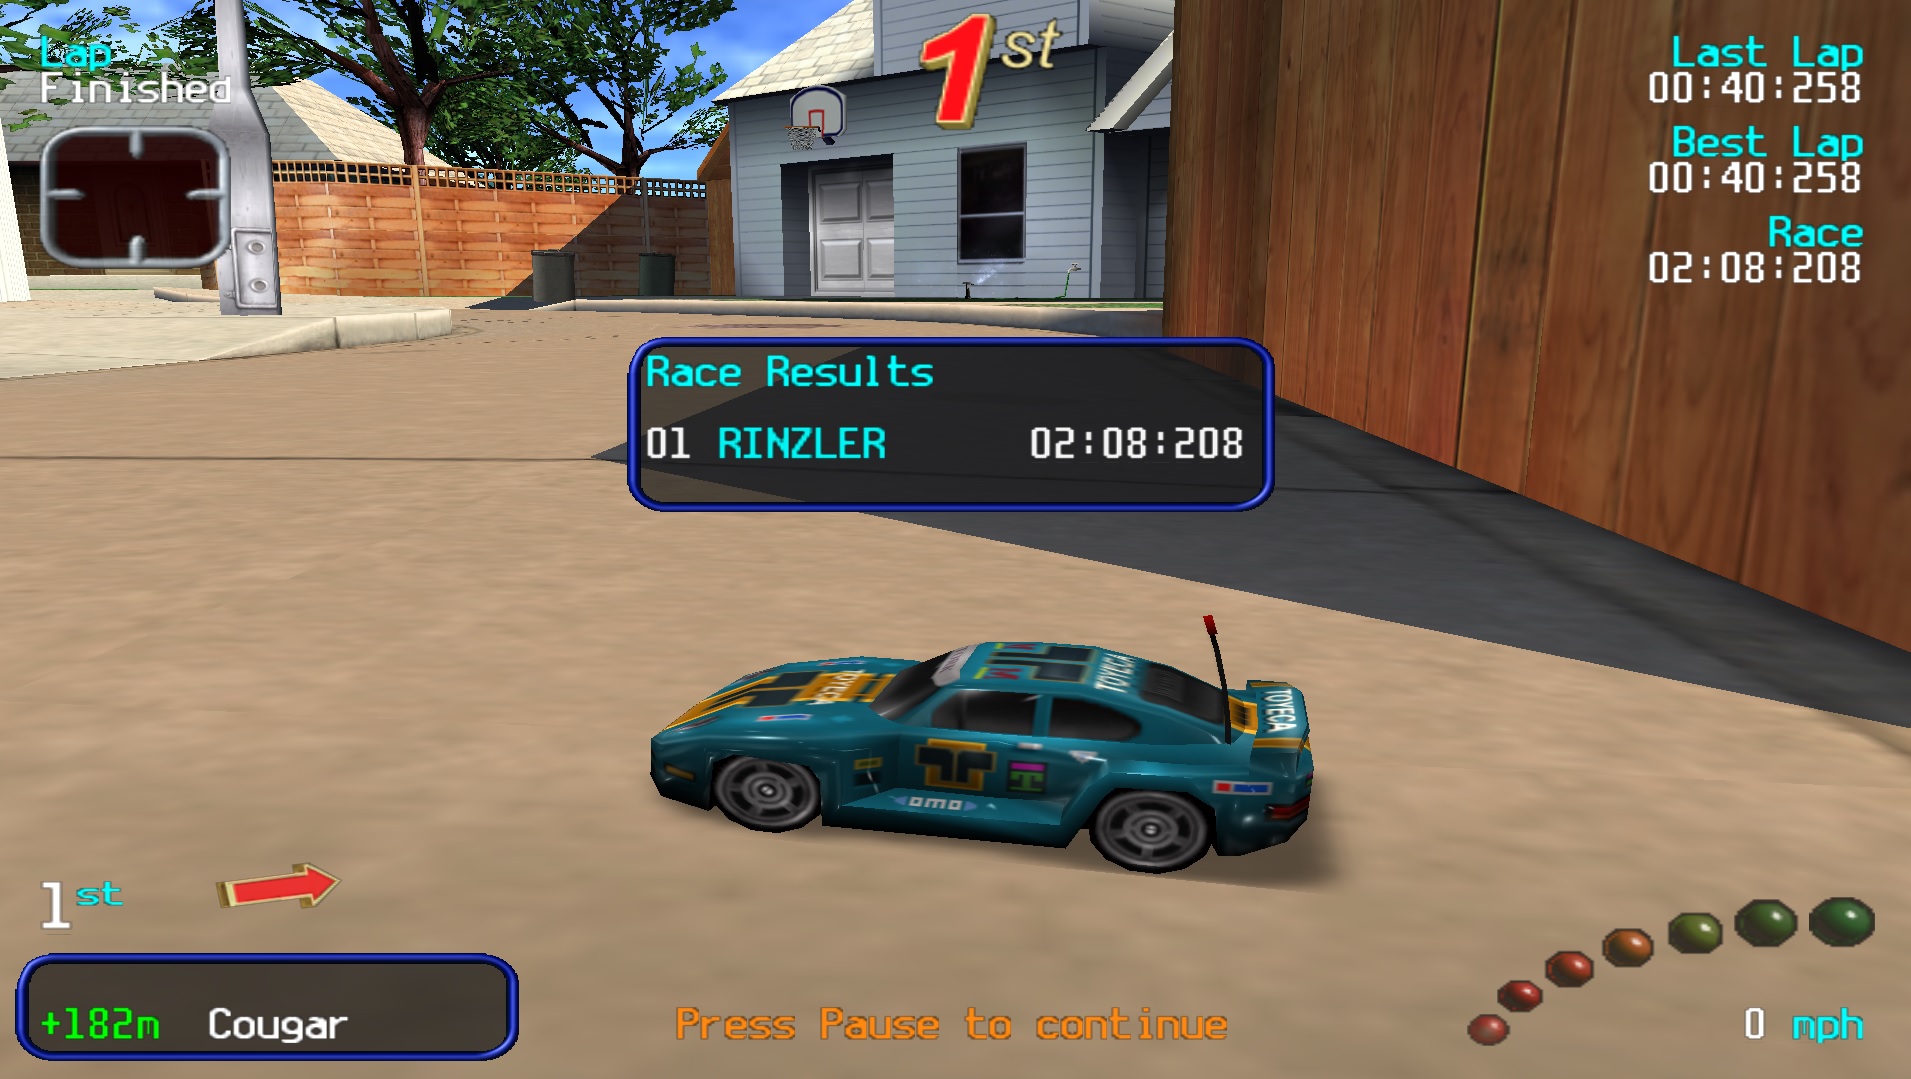 Lap
Finished
1st
Last Lap
00:40:258
Best Lap
00:40:258
Race
02:08:208
Race Results
01 RINZLER 02:08:208
TOYECA
TOYECA
TOYECA
OMO
1st
+182m Cougar
Press Pause to continue
0 mph